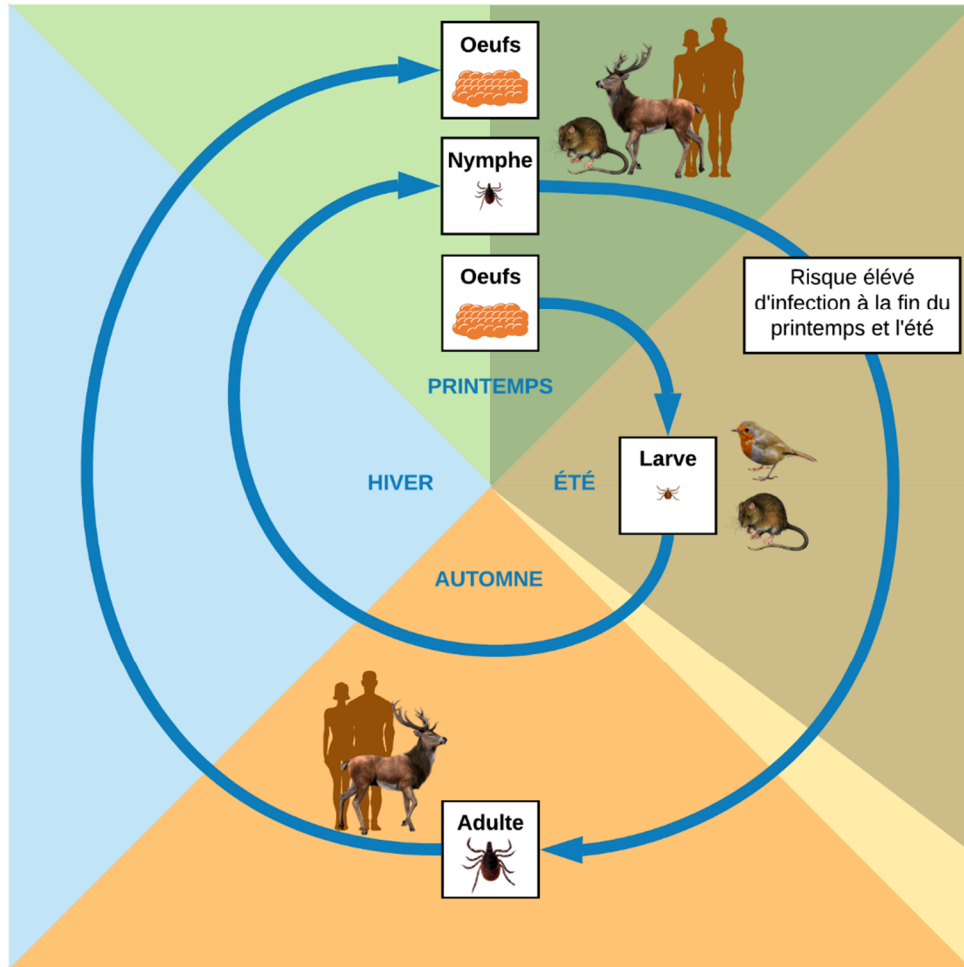 Oeufs
Nymphe
Oeufs
Risque élévé
d'infection à la fin du
printemps et l'été
PRINTEMPS
Larve
HIVER
ÉTÉ
AUTOMNE
Adulte